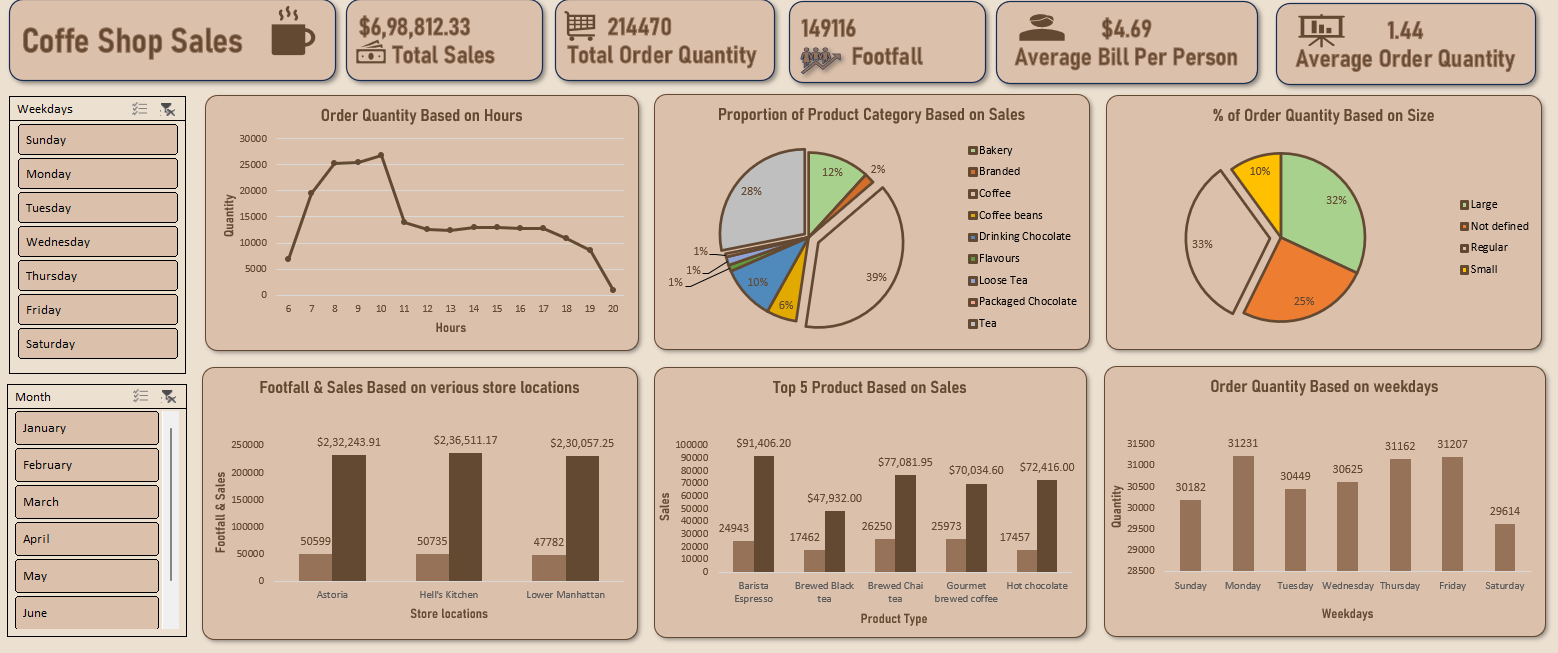 Coffe Shop Sales
$6,98,812.33
Total Sales
214470
Total Order Quantity
149116
Footfall
$4.69
Average Bill Per Person
1.44
Average Order Quantity
Weekdays
Sunday
Monday
Tuesday
Wednesday
Thursday
Friday
Saturday
Month
January
February
March
April
May
June
Order Quantity Based on Hours
Quantity
30000
25000
20000
15000
10000
5000
0
6 7 8 9 10 11 12 13 14 15 16 17 18 19 20
Hours
Proportion of Product Category Based on Sales
12%
2%
39%
6%
10%
1%
1%
1%
28%
Bakery
Branded
Coffee
Coffee beans
Drinking Chocolate
Flavours
Loose Tea
Packaged Chocolate
Tea
% of Order Quantity Based on Size
32%
25%
33%
10%
Large
Not defined
Regular
Small
Footfall & Sales Based on verious store locations
Footfall & Sales
250000
200000
150000
100000
50000
0
$2,32,243.91
$2,36,511.17
$2,30,057.25
50599
50735
47782
Astoria
Hell's Kitchen
Lower Manhattan
Store locations
Top 5 Product Based on Sales
Sales
100000
90000
80000
70000
60000
50000
40000
30000
20000
10000
0
$91,406.20
$47,932.00
$77,081.95
$70,034.60
$72,416.00
24943
17462
26250
25973
17457
Barista
Espresso
Brewed Black
tea
Brewed Chai
tea
Gourmet
brewed coffee
Hot chocolate
Product Type
Order Quantity Based on weekdays
Quantity
31500
31000
30500
30000
29500
29000
28500
30182
31231
30449
30625
31162
31207
29614
Sunday
Monday
Tuesday
Wednesday
Thursday
Friday
Saturday
Weekdays